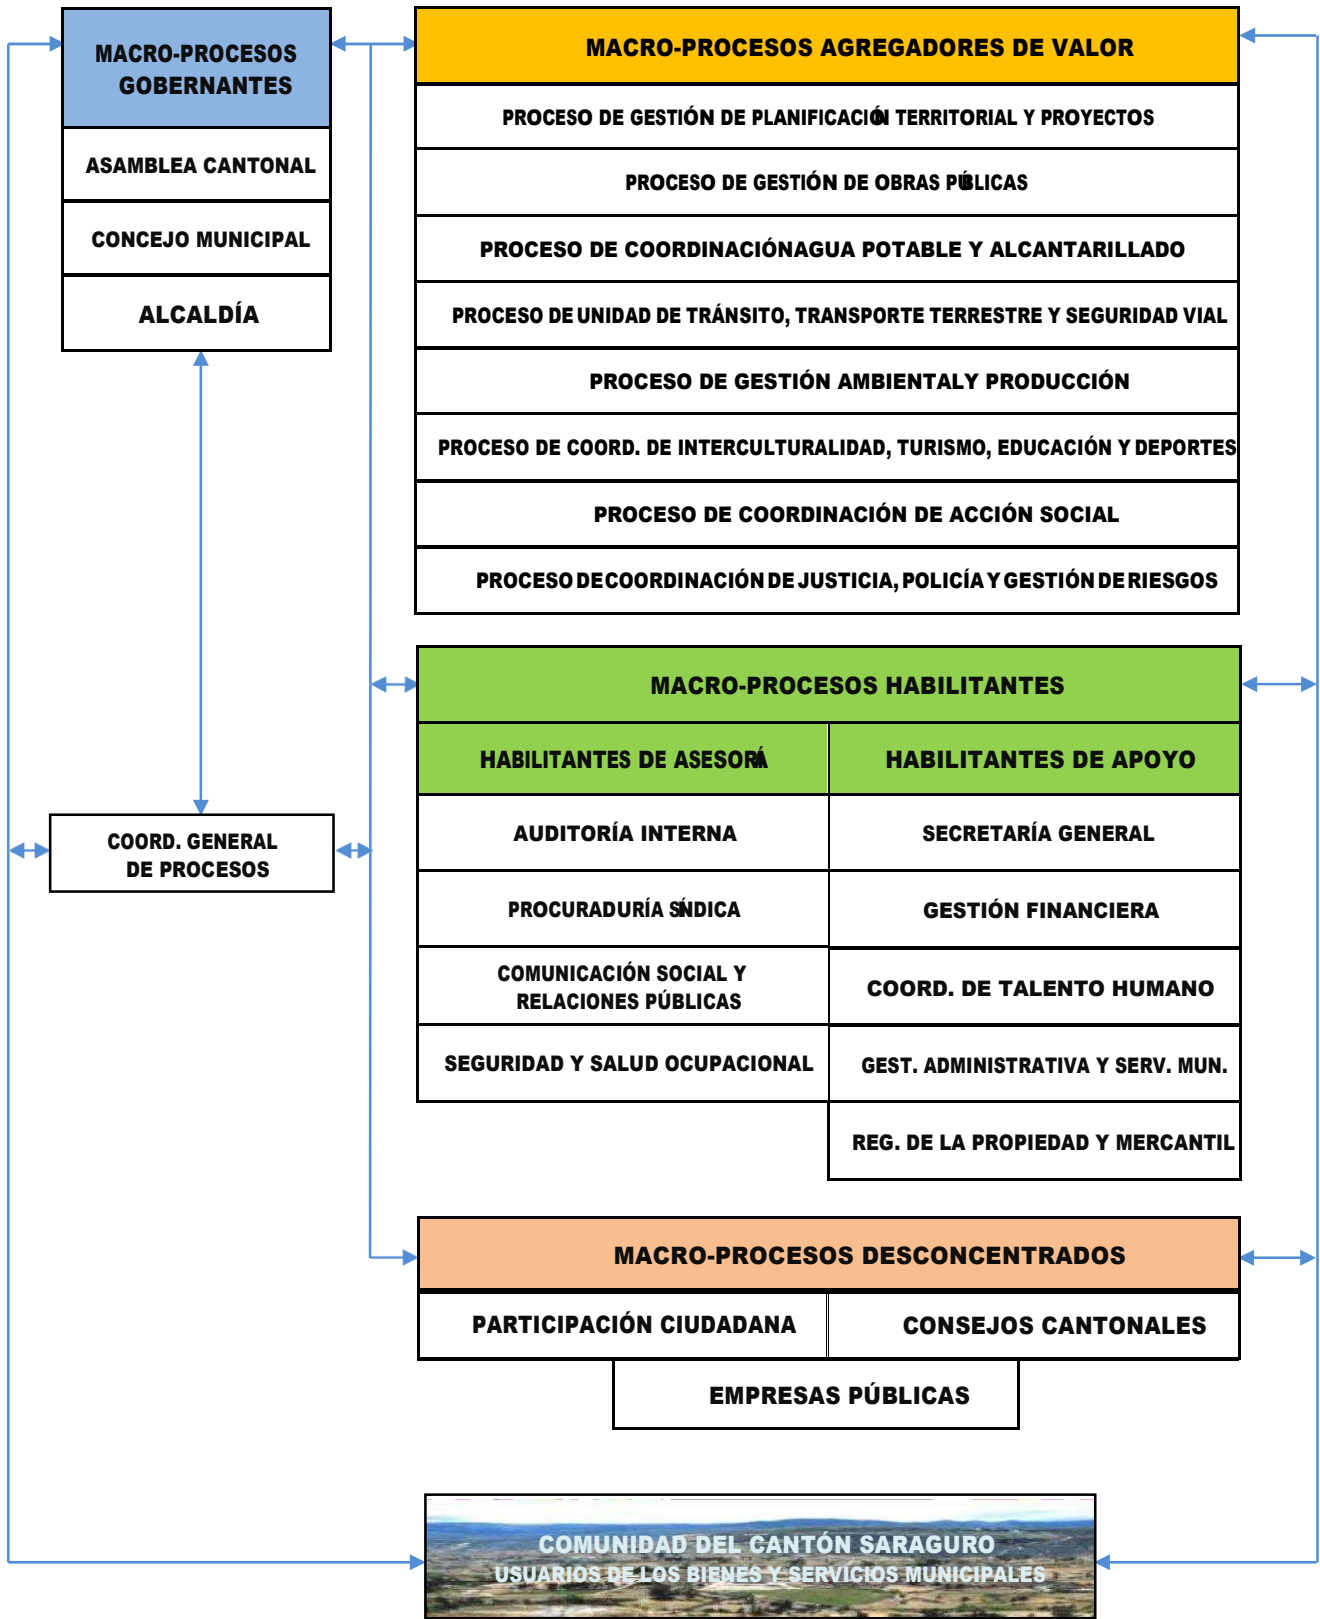 MACRO-PROCESOS
GOBERNANTES
ASAMBLEA CANTONAL
CONCEJO MUNICIPAL
ALCALDÍA
COORD. GENERAL
DE PROCESOS
MACRO-PROCESOS AGREGADORES DE VALOR
PROCESO DE GESTIÓN DE PLANIFICACIÓN TERRITORIAL Y PROYECTOS
PROCESO DE GESTIÓN DE OBRAS PÚBLICAS
PROCESO DE COORDINACIÓNAGUA POTABLE Y ALCANTARILLADO
PROCESO DE UNIDAD DE TRÁNSITO, TRANSPORTE TERRESTRE Y SEGURIDAD VIAL
PROCESO DE GESTIÓN AMBIENTALY PRODUCCIÓN
PROCESO DE COORD. DE INTERCULTURALIDAD, TURISMO, EDUCACIÓN Y DEPORTES
PROCESO DE COORDINACIÓN DE ACCIÓN SOCIAL
PROCESO DE COORDINACIÓN DE JUSTICIA, POLICÍA Y GESTIÓN DE RIESGOS
MACRO-PROCESOS HABILITANTES
HABILITANTES DE ASESORÍA
AUDITORÍA INTERNA
PROCURADURÍA SÍNDICA
COMUNICACIÓN SOCIAL Y
RELACIONES PÚBLICAS
SEGURIDAD Y SALUD OCUPACIONAL
HABILITANTES DE APOYO
SECRETARÍA GENERAL
GESTIÓN FINANCIERA
COORD. DE TALENTO HUMANO
GEST. ADMINISTRATIVA Y SERV. MUN.
REG. DE LA PROPIEDAD Y MERCANTIL
MACRO-PROCESOS DESCONCENTRADOS
PARTICIPACIÓN CIUDADANA
CONSEJOS CANTONALES
EMPRESAS PÚBLICAS
COMUNIDAD DEL CANTÓN SARAGURO
USUARIOS DE LOS BIENES Y SERVICIOS MUNICIPALES